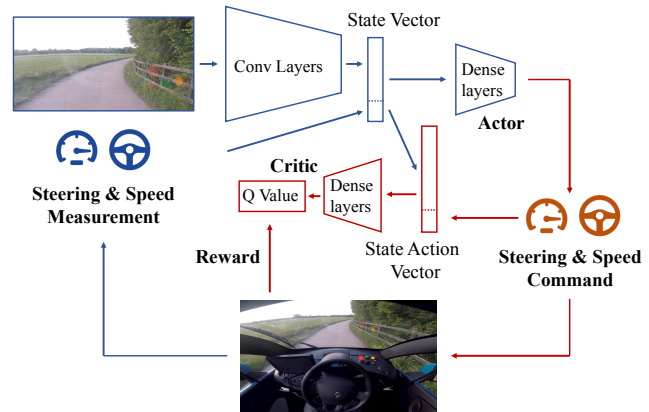 State Vector
Conv Layers
Dense
layers
Actor
Critic
Q Value
Dense
layers
Steering & Speed
Measurement
Reward
State Action
Vector
Steering & Speed
Command